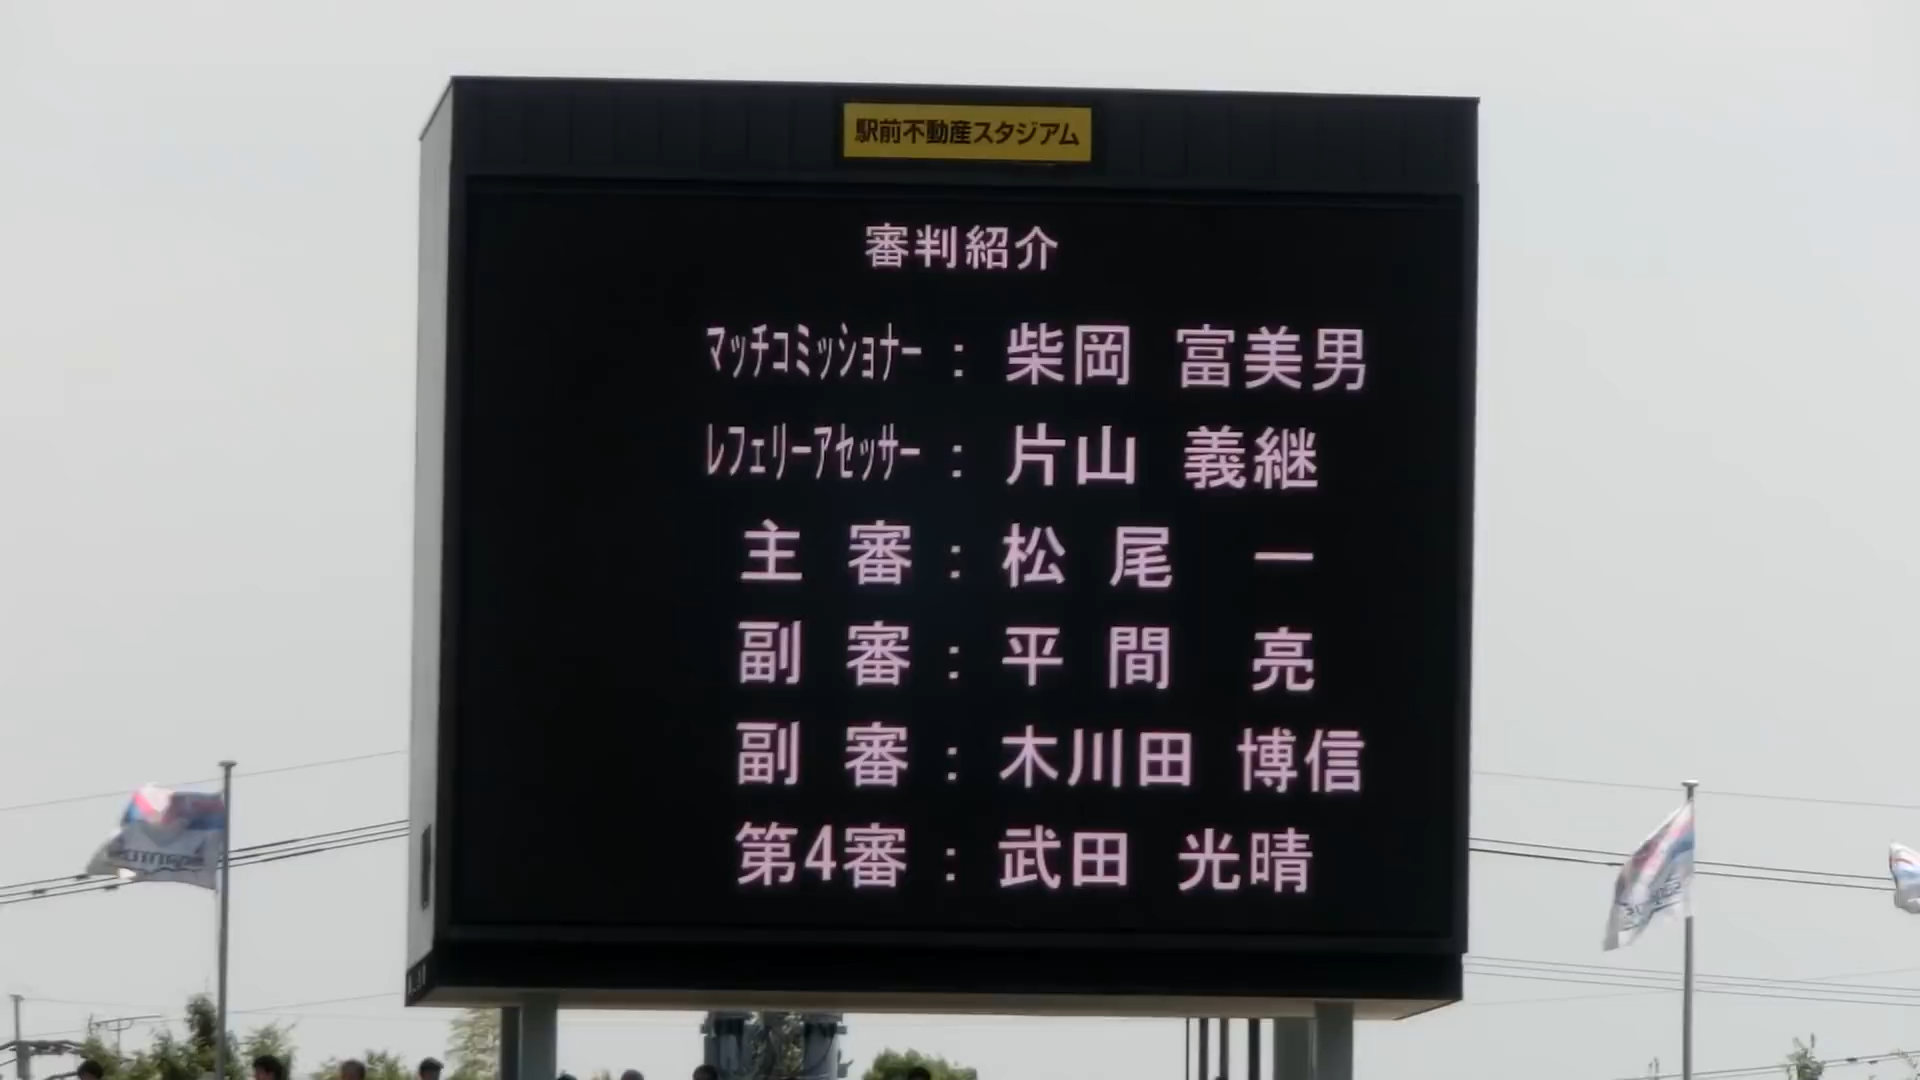 駅前不動産スタジアム
審判紹介
マッチコミッショナー : 柴岡 富美男
レフェリーアセッサー : 片山 義継
主 審 : 松 尾 一
副 審 : 平 間 亮
副 審 : 木川田 博信
第4審 : 武田 光晴